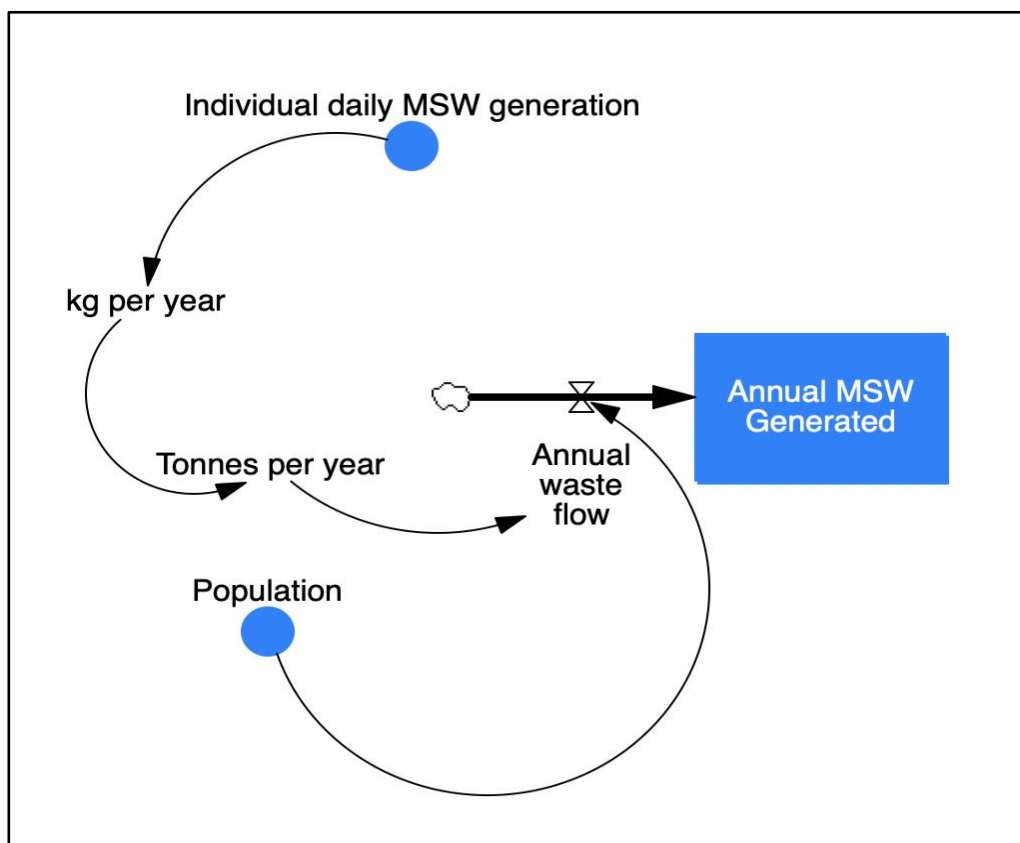 Individual daily MSW generation
kg per year
Annual MSW
Generated
Tonnes per year
Annual
waste
flow
Population